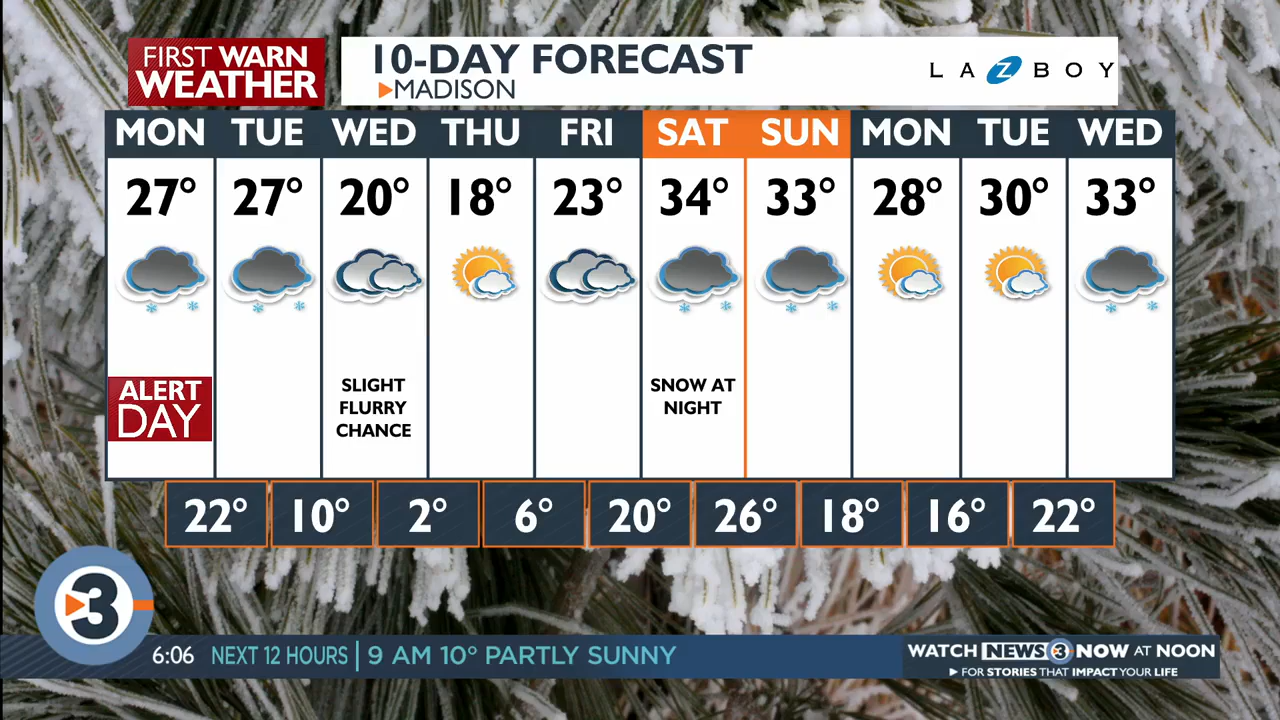 FIRST WARN
WEATHER
10-DAY FORECAST
MADISON
LA Z BOY
MON TUE WED THU FRI SAT SUN MON TUE WED
27° 27° 20° 18° 23° 34° 33° 28° 30° 33°
ALERT
DAY
SLIGHT
FLURRY
CHANCE
SNOW AT
NIGHT
22° 10° 2° 6° 20° 26° 18° 16° 22°
3
6:06 NEXT 12 HOURS | 9 AM 10° PARTLY SUNNY
WATCH NEWS 3 NOW AT NOON
FOR STORIES THAT IMPACT YOUR LIFE